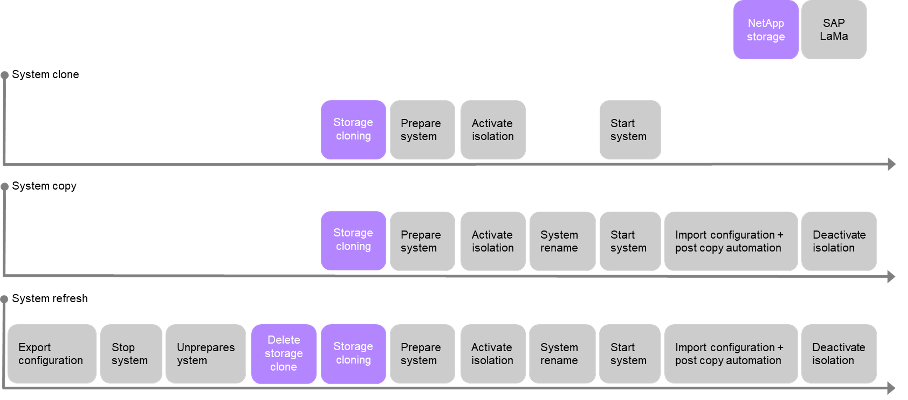 NetApp
storage
SAP
LaMa
System clone
Storage
cloning
Prepare
system
Activate
isolation
Start
system
System copy
Storage
cloning
Prepare
system
Activate
isolation
System
rename
Start
system
Import configuration +
post copy automation
Deactivate
isolation
System refresh
Export
configuration
Stop
system
Unprepares
ystem
Delete
storage
clone
Storage
cloning
Prepare
system
Activate
isolation
System
rename
Start
system
Import configuration +
post copy automation
Deactivate
isolation